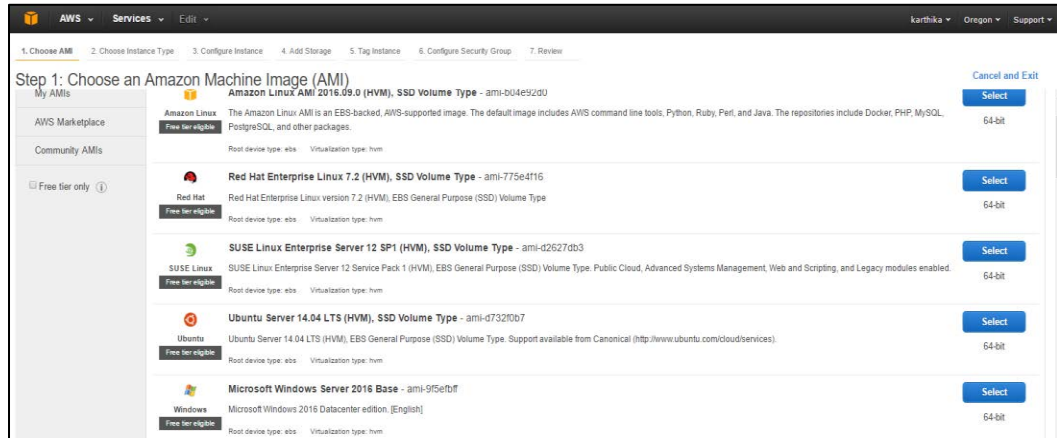 AWS Services Edit karthika Oregon Support
1. Choose AMI 2. Choose Instance Type 3. Configure Instance 4. Add Storage 5. Tag Instance 6. Configure Security Group 7. Review
Step 1: Choose an Amazon Machine Image (AMI) Cancel and Exit
My AMIs
AWS Marketplace
Community AMIs
Free tier only
Amazon Linux AMI 2016.09.0 (HVM), SSD Volume Type - ami-b04e92d0
Select
Amazon Linux
Free tier eligible
The Amazon Linux AMI is an EBS-backed, AWS-supported image. The default image includes AWS command line tools, Python, Ruby, Perl, and Java. The repositories include Docker, PHP, MySQL,
PostgreSQL, and other packages.
64-bit
Root device type: ebs Virtualization type: hvm
Red Hat Enterprise Linux 7.2 (HVM), SSD Volume Type - ami-775e4f16
Select
Red Hat
Free tier eligible
Red Hat Enterprise Linux version 7.2 (HVM), EBS General Purpose (SSD) Volume Type
64-bit
Root device type: ebs Virtualization type: hvm
SUSE Linux Enterprise Server 12 SP1 (HVM), SSD Volume Type - ami-d2627db3
Select
SUSE Linux
Free tier eligible
SUSE Linux Enterprise Server 12 Service Pack 1 (HVM), EBS General Purpose (SSD) Volume Type. Public Cloud, Advanced Systems Management, Web and Scripting, and Legacy modules enabled.
64-bit
Root device type: ebs Virtualization type: hvm
Ubuntu Server 14.04 LTS (HVM), SSD Volume Type - ami-d732f0b7
Select
Ubuntu
Free tier eligible
Ubuntu Server 14.04 LTS (HVM), EBS General Purpose (SSD) Volume Type. Support available from Canonical (http://www.ubuntu.com/cloud/services).
64-bit
Root device type: ebs Virtualization type: hvm
Microsoft Windows Server 2016 Base - ami-9f5efbff
Select
Windows
Free tier eligible
Microsoft Windows 2016 Datacenter edition. [English]
64-bit
Root device type: ebs Virtualization type: hvm